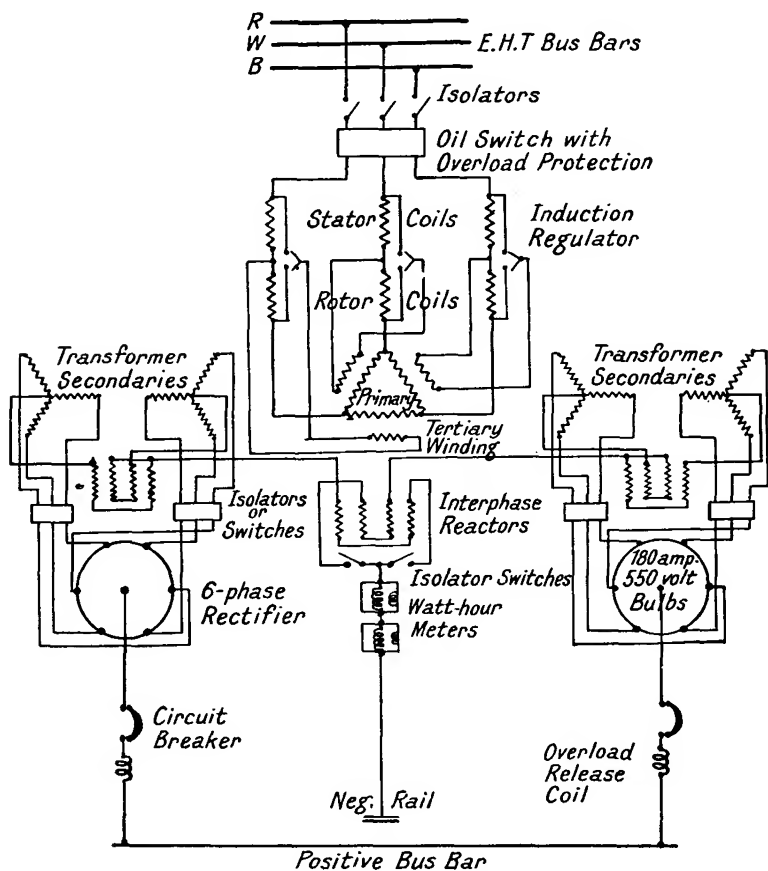 R
W
B
E.H.T Bus Bars
Isolators
Oil Switch with
Overload Protection
Stator Coils
Induction
Regulator
Rotor Coils
Transformer
Secondaries
Primary
Transformer
Secondaries
Tertiary
Winding
Isolators
or
Switches
Interphase
Reactors
6-phase
Rectifier
Isolator Switches
Watt-hour
Meters
180 amp.
550 volt
Bulbs
Circuit
Breaker
Overload
Release
Coil
Neg. Rail
Positive Bus Bar